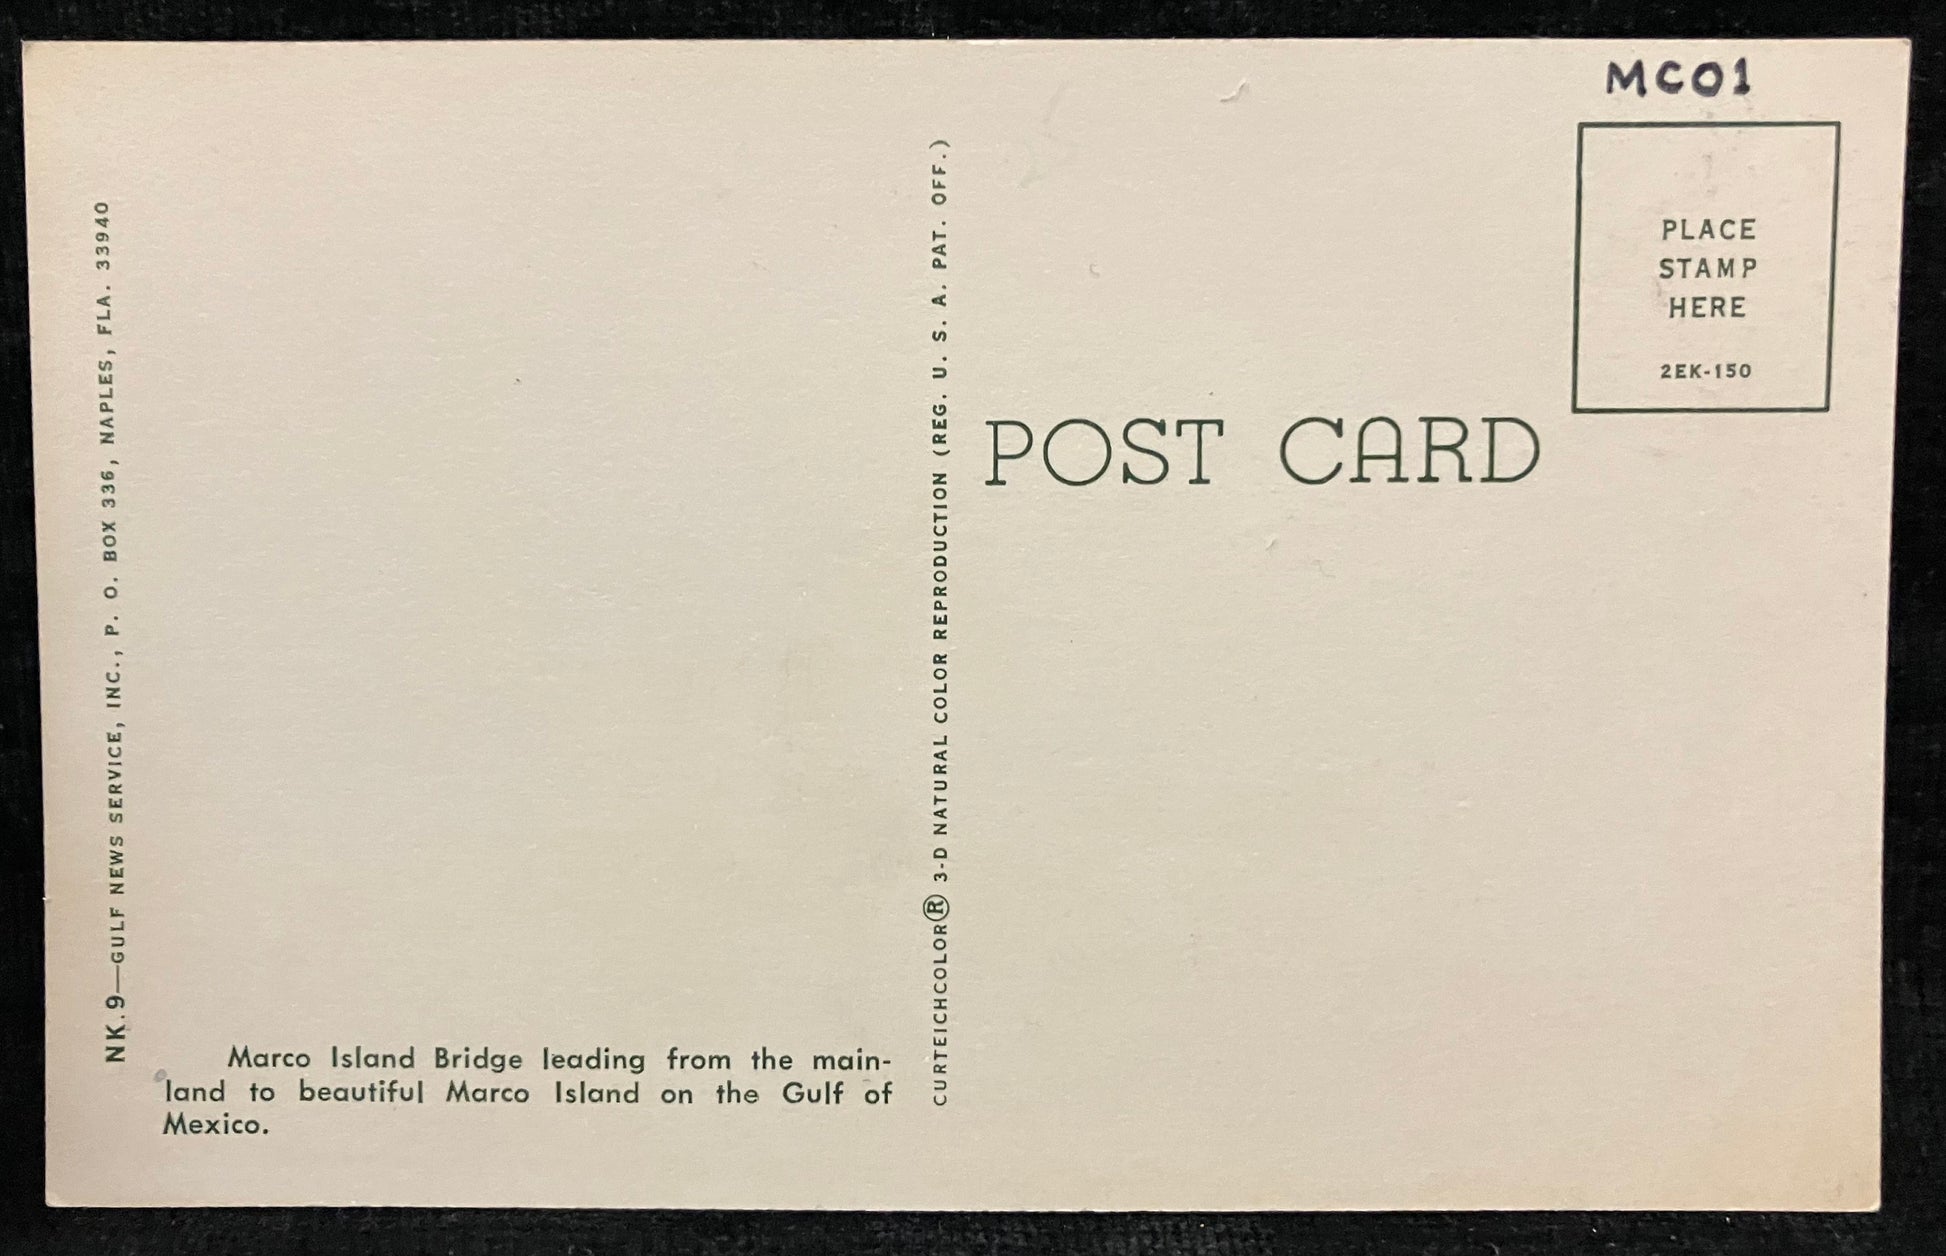 MC01
PLACE
STAMP
HERE
2EK-150
POST CARD
NK.9—GULF NEWS SERVICE, INC., P. O. BOX 336, NAPLES, FLA. 33940
CURTEICHCOLOR® 3-D NATURAL COLOR REPRODUCTION (REG. U. S. A. PAT. OFF.)
Marco Island Bridge leading from the main-
land to beautiful Marco Island on the Gulf of
Mexico.